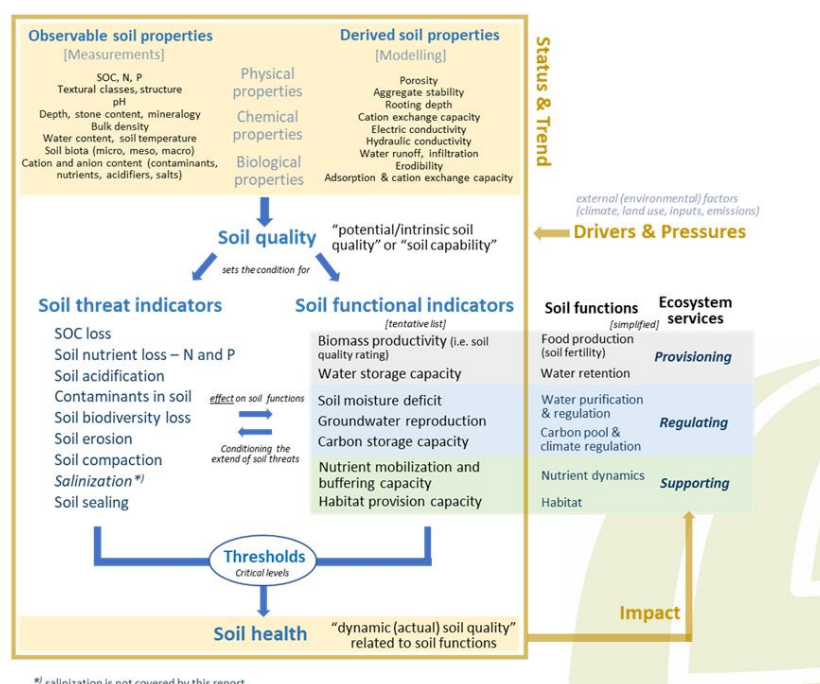 Observable soil properties
[Measurements]
SOC, N, P
Textural classes, structure
pH
Depth, stone content, mineralogy
Bulk density
Water content, soil temperature
Soil biota (micro, meso, macro)
Cation and anion content (contaminants,
nutrients, acidifiers, salts)
Physical
properties
Chemical
properties
Biological
properties
Derived soil properties
[Modelling]
Porosity
Aggregate stability
Rooting depth
Cation exchange capacity
Electric conductivity
Hydraulic conductivity
Water runoff, infiltration
Erodibility
Adsorption & cation exchange capacity
Status & Trend
external (environmental) factors
(climate, land use, inputs, emissions)
Drivers & Pressures
Soil quality
"potential/intrinsic soil
quality" or "soil capability"
sets the condition for
Soil threat indicators
SOC loss
Soil nutrient loss – N and P
Soil acidification
Contaminants in soil
Soil biodiversity loss
Soil erosion
Soil compaction
Salinization*)
Soil sealing
effect on soil functions
Conditioning the
extend of soil threats
Soil functional indicators
[tentative list]
Biomass productivity (i.e. soil
quality rating)
Water storage capacity
Soil moisture deficit
Groundwater reproduction
Carbon storage capacity
Nutrient mobilization and
buffering capacity
Habitat provision capacity
Soil functions
[simplified]
Food production
(soil fertility)
Water retention
Water purification
& regulation
Carbon pool &
climate regulation
Nutrient dynamics
Habitat
Ecosystem
services
Provisioning
Regulating
Supporting
Thresholds
Critical levels
Impact
Soil health
"dynamic (actual) soil quality"
related to soil functions
*) salinization is not covered by this report